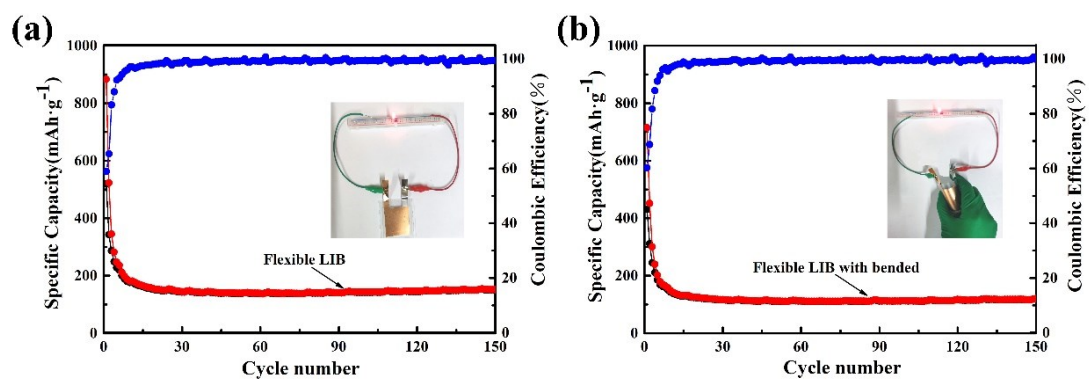 (a)
Specific Capacity(mAh·g⁻¹)
1000
800
600
400
200
0
Flexible LIB
100
80
60
40
20
0
Coulombic Efficiency(%)
0 30 60 90 120 150
Cycle number
(b)
Specific Capacity(mAh·g⁻¹)
1000
800
600
400
200
0
Flexible LIB with bended
100
80
60
40
20
0
Coulombic Efficiency(%)
0 30 60 90 120 150
Cycle number